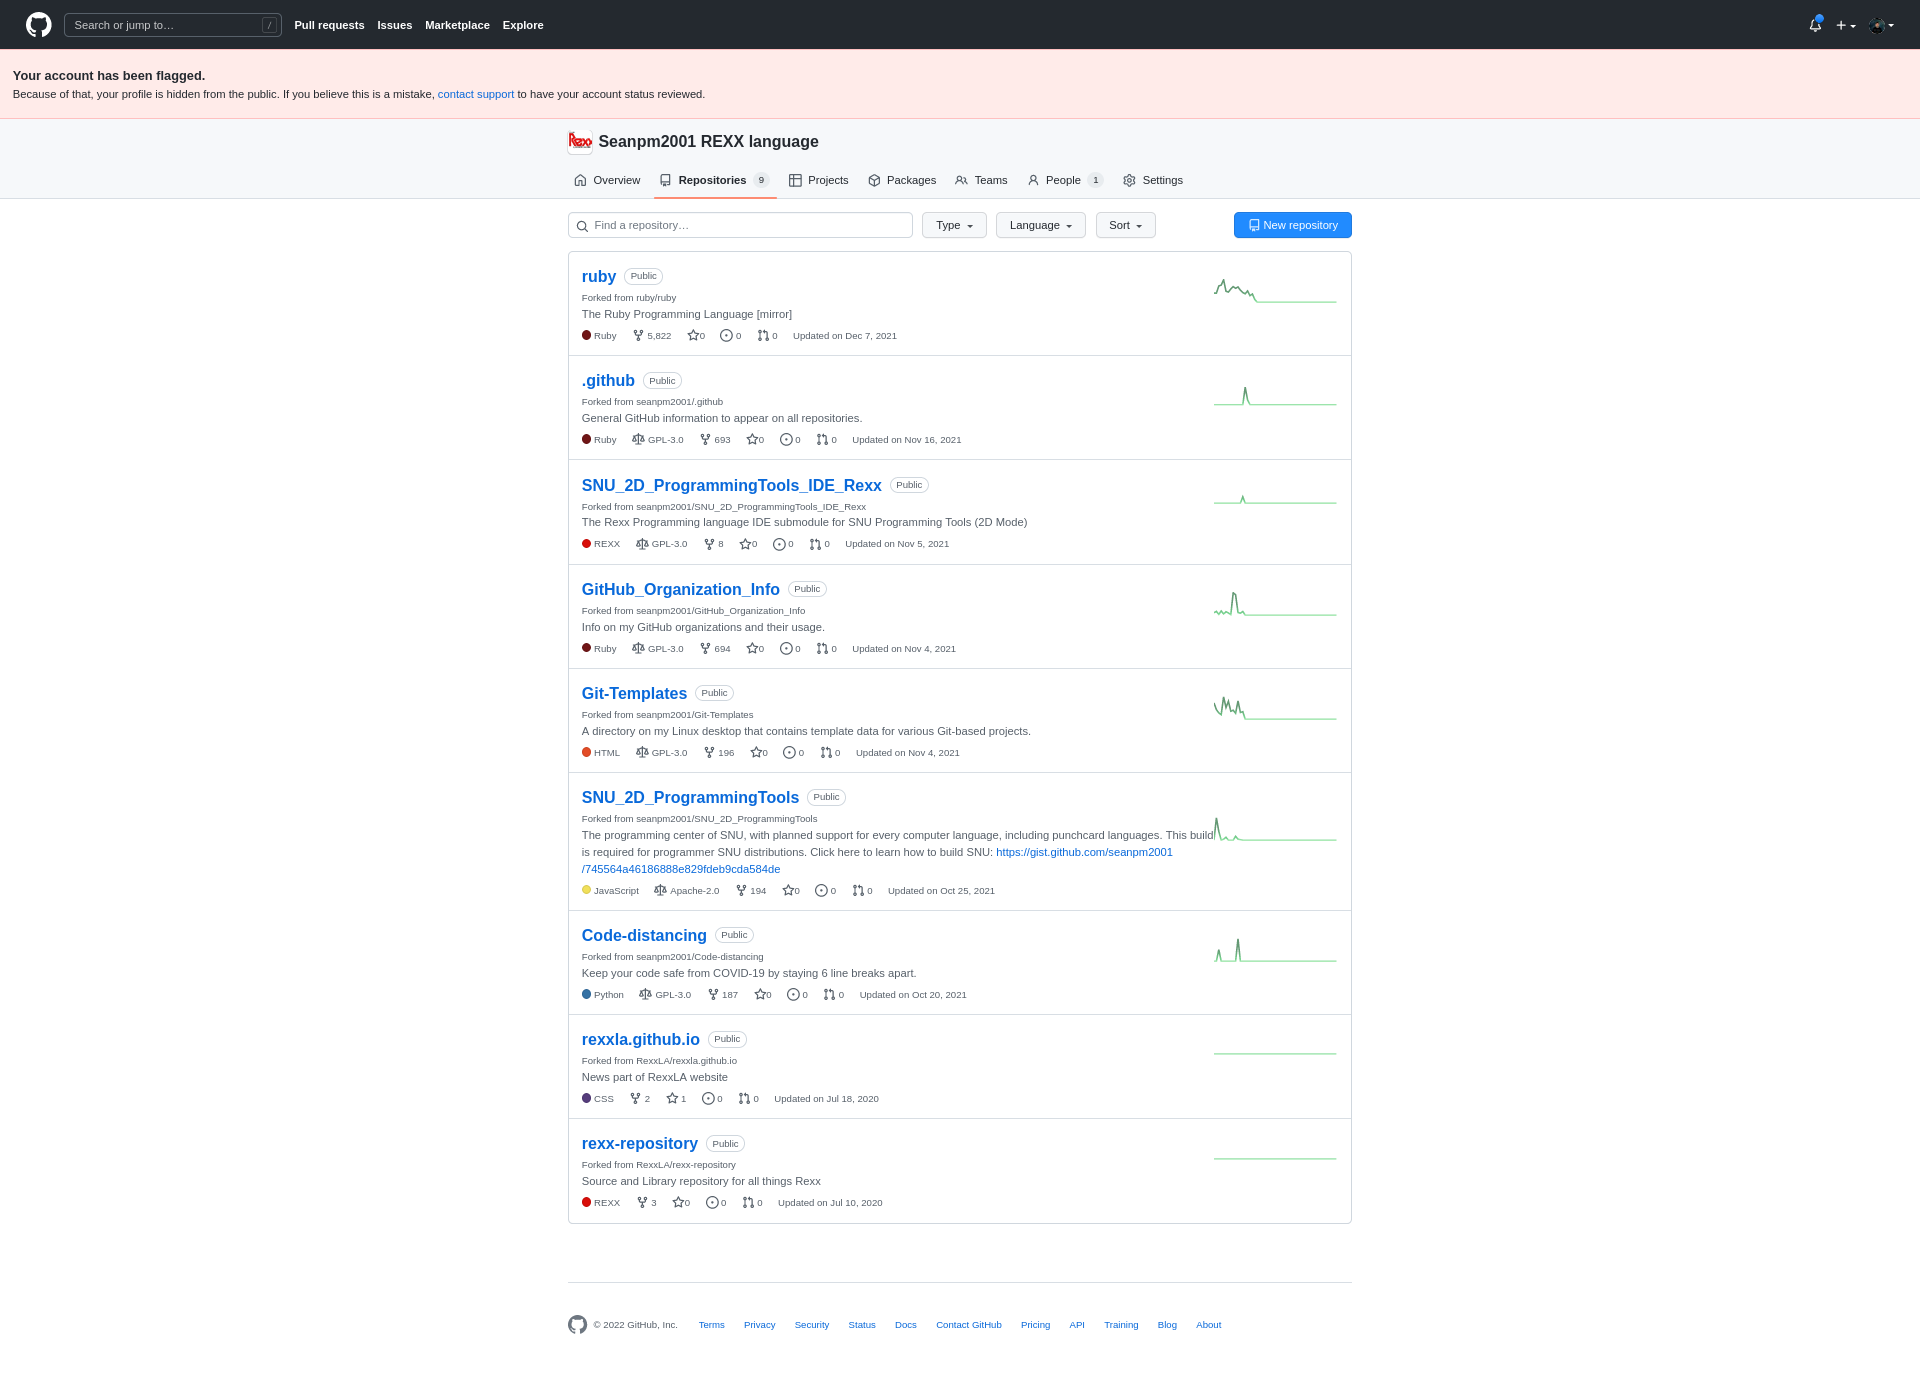 Search or jump to… /
Pull requests Issues Marketplace Explore
Your account has been flagged.
Because of that, your profile is hidden from the public. If you believe this is a mistake, contact support to have your account status reviewed.
Rexx Seanpm2001 REXX language
Overview Repositories 9 Projects Packages Teams People 1 Settings
Find a repository… Type Language Sort New repository
ruby Public
Forked from ruby/ruby
The Ruby Programming Language [mirror]
Ruby 5,822 0 0 0 Updated on Dec 7, 2021
.github Public
Forked from seanpm2001/.github
General GitHub information to appear on all repositories.
Ruby GPL-3.0 693 0 0 0 Updated on Nov 16, 2021
SNU_2D_ProgrammingTools_IDE_Rexx Public
Forked from seanpm2001/SNU_2D_ProgrammingTools_IDE_Rexx
The Rexx Programming language IDE submodule for SNU Programming Tools (2D Mode)
REXX GPL-3.0 8 0 0 0 Updated on Nov 5, 2021
GitHub_Organization_Info Public
Forked from seanpm2001/GitHub_Organization_Info
Info on my GitHub organizations and their usage.
Ruby GPL-3.0 694 0 0 0 Updated on Nov 4, 2021
Git-Templates Public
Forked from seanpm2001/Git-Templates
A directory on my Linux desktop that contains template data for various Git-based projects.
HTML GPL-3.0 196 0 0 0 Updated on Nov 4, 2021
SNU_2D_ProgrammingTools Public
Forked from seanpm2001/SNU_2D_ProgrammingTools
The programming center of SNU, with planned support for every computer language, including punchcard languages. This build
is required for programmer SNU distributions. Click here to learn how to build SNU: https://gist.github.com/seanpm2001
/745564a46186888e829fdeb9cda584de
JavaScript Apache-2.0 194 0 0 0 Updated on Oct 25, 2021
Code-distancing Public
Forked from seanpm2001/Code-distancing
Keep your code safe from COVID-19 by staying 6 line breaks apart.
Python GPL-3.0 187 0 0 0 Updated on Oct 20, 2021
rexxla.github.io Public
Forked from RexxLA/rexxla.github.io
News part of RexxLA website
CSS 2 1 0 0 Updated on Jul 18, 2020
rexx-repository Public
Forked from RexxLA/rexx-repository
Source and Library repository for all things Rexx
REXX 3 0 0 0 Updated on Jul 10, 2020
© 2022 GitHub, Inc. Terms Privacy Security Status Docs Contact GitHub Pricing API Training Blog About